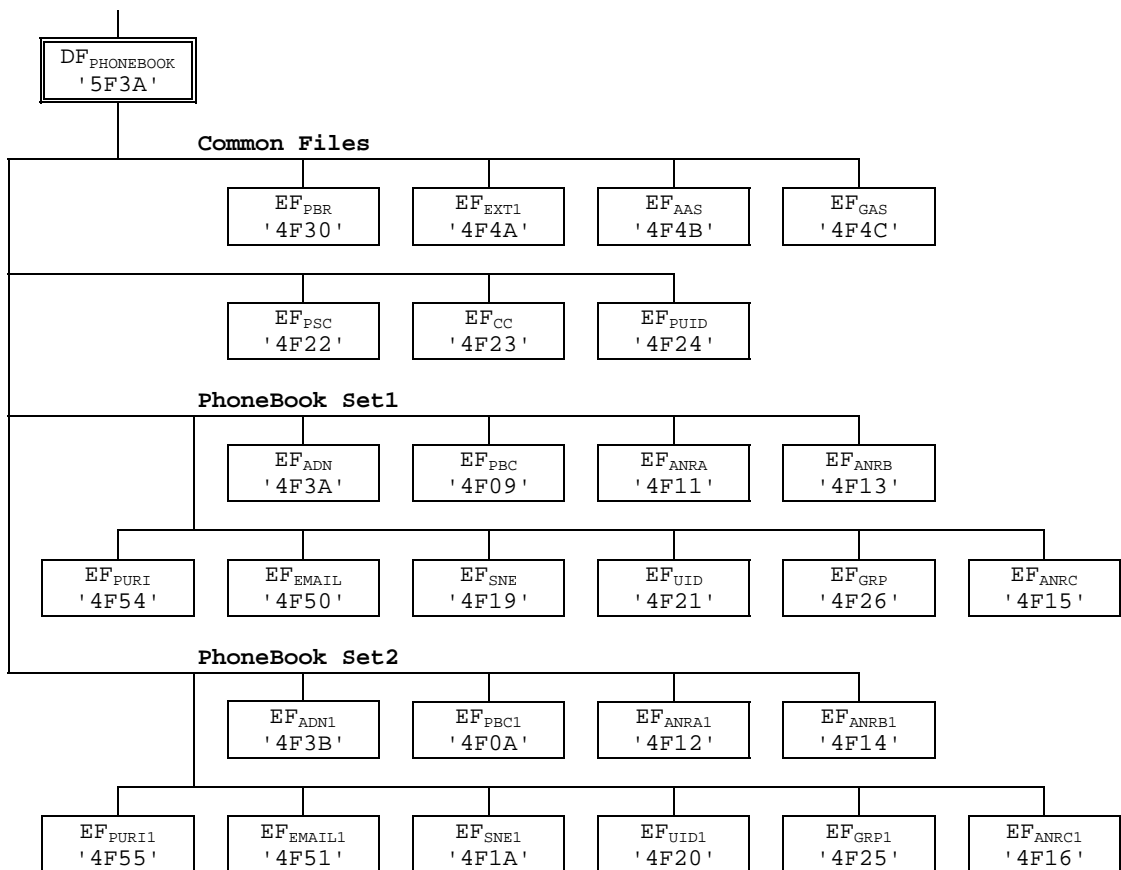 DFPHONEBOOK
'5F3A'
Common Files
EFPBR
'4F30'
EFEXT1
'4F4A'
EFAAS
'4F4B'
EFGAS
'4F4C'
EFPSC
'4F22'
EFCC
'4F23'
EFPUID
'4F24'
PhoneBook Set1
EFADN
'4F3A'
EFPBC
'4F09'
EFANRA
'4F11'
EFANRB
'4F13'
EFPURI
'4F54'
EFEMAIL
'4F50'
EFSNE
'4F19'
EFUID
'4F21'
EFGRP
'4F26'
EFANRC
'4F15'
PhoneBook Set2
EFADN1
'4F3B'
EFPBC1
'4F0A'
EFANRA1
'4F12'
EFANRB1
'4F14'
EFPURI1
'4F55'
EFEMAIL1
'4F51'
EFSNE1
'4F1A'
EFUID1
'4F20'
EFGRP1
'4F25'
EFANRC1
'4F16'